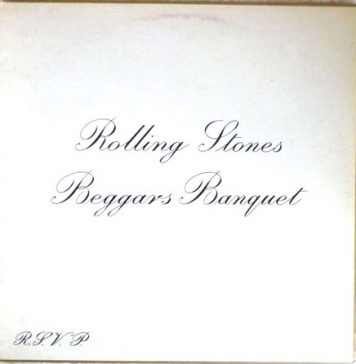 Rolling Stones
Beggars Banquet
R.S.V.P.